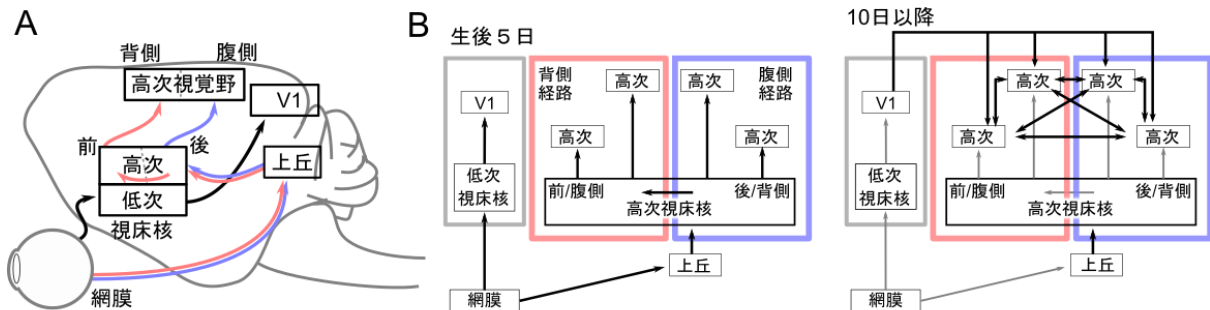 A
背側 腹側
高次視覚野
V1
前 後
高次
上丘
低次
視床核
網膜
B
生後５日
背側
経路
高次
高次
腹側
経路
V1
高次
高次
低次
視床核
前/腹側
後/背側
高次視床核
上丘
網膜
10日以降
高次
高次
V1
高次
高次
低次
視床核
前/腹側
後/背側
高次視床核
上丘
網膜